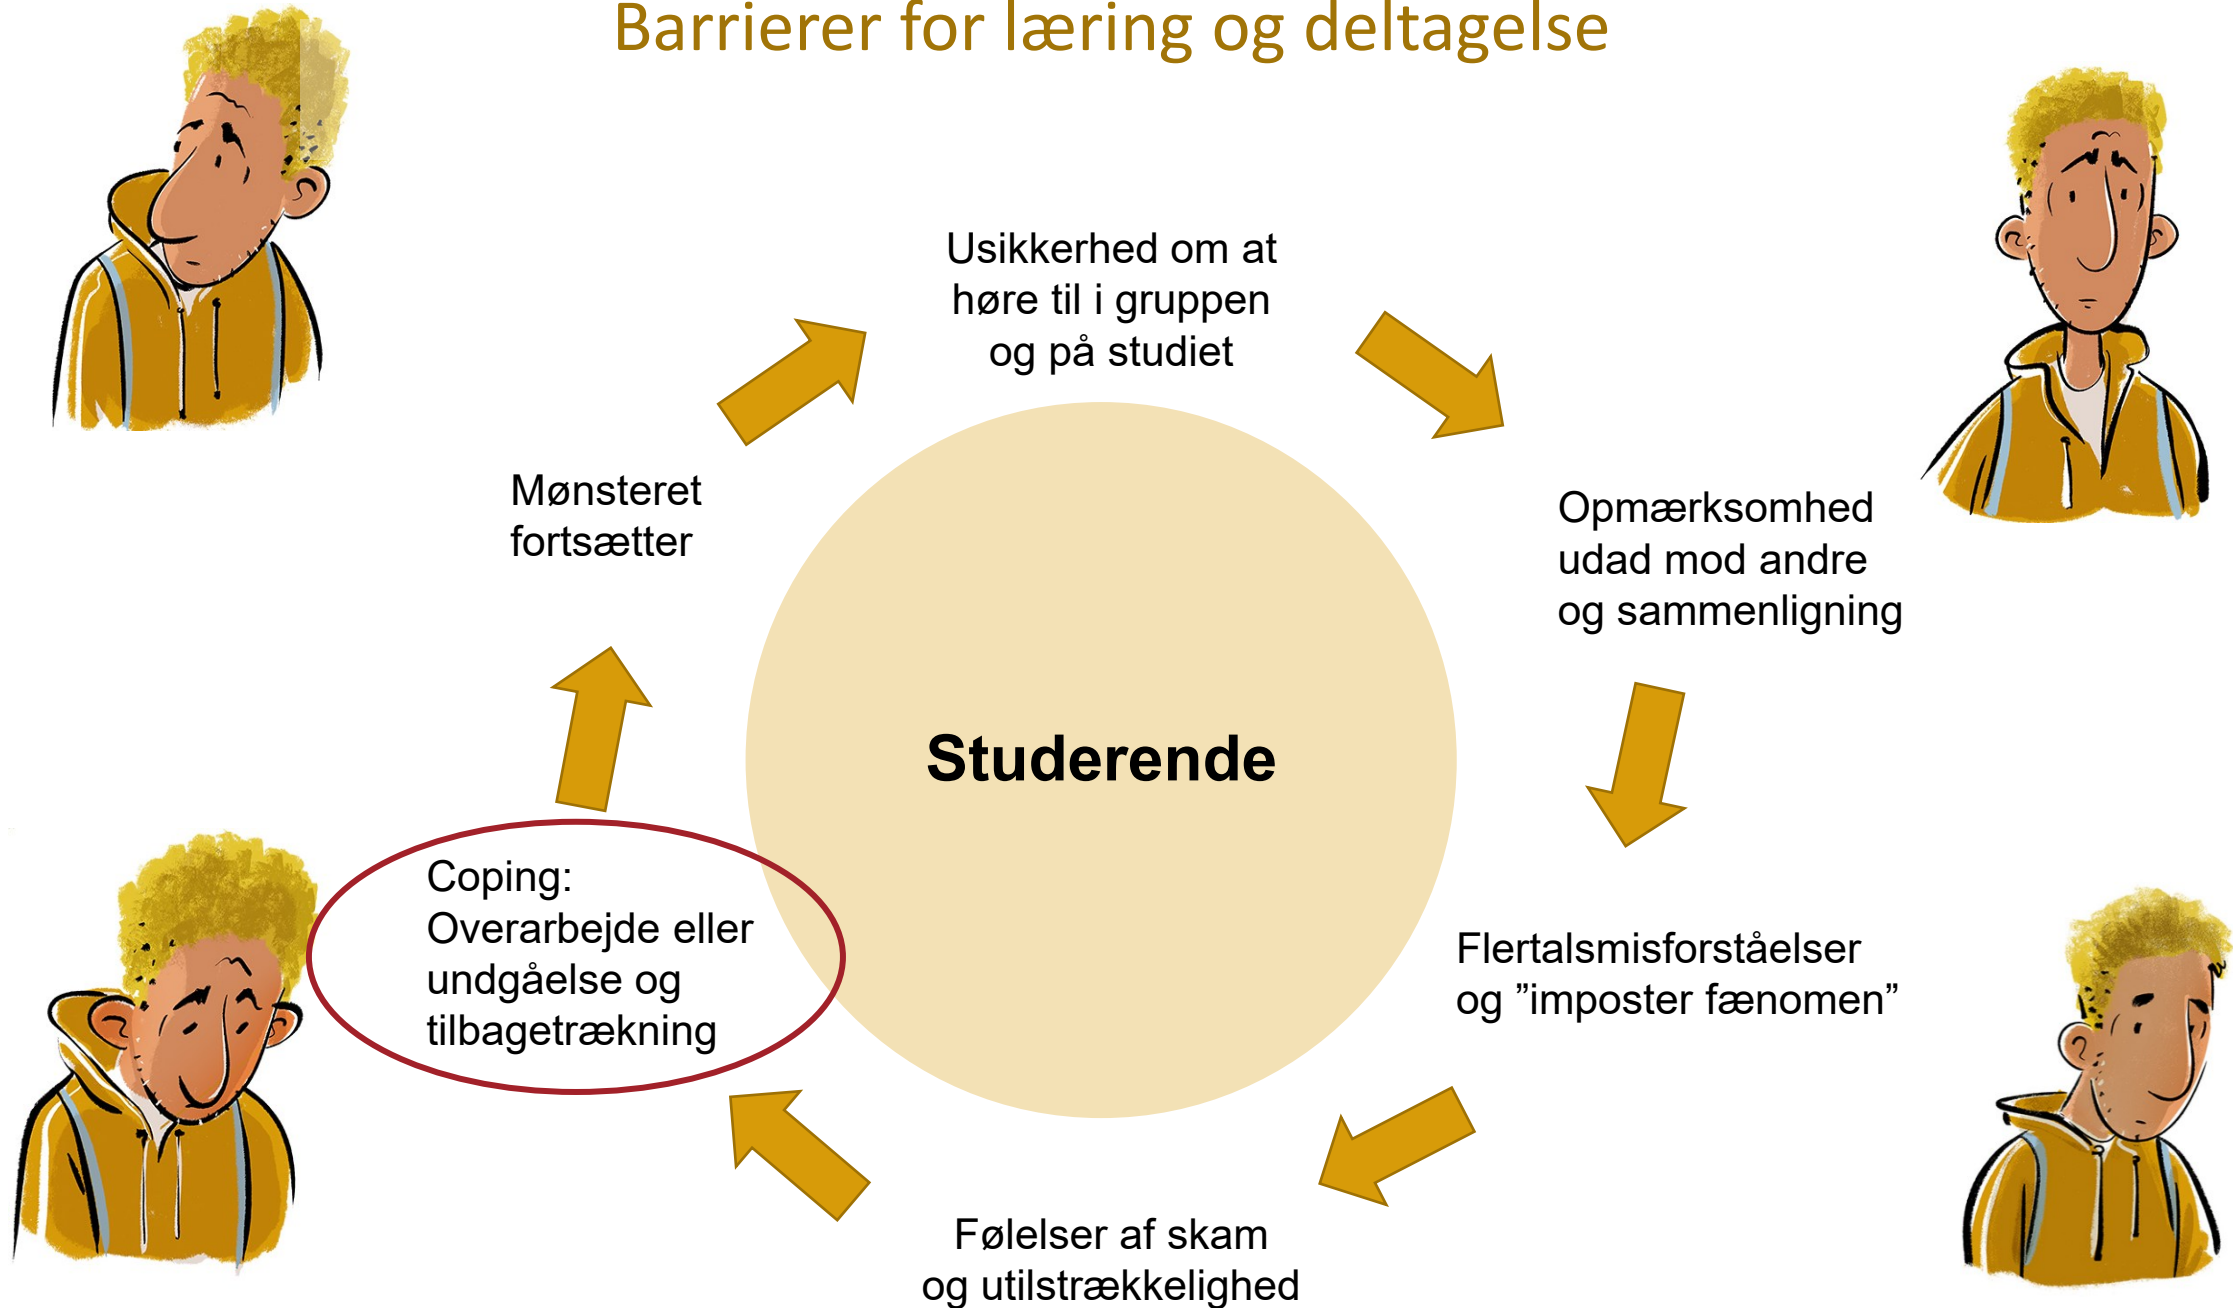 Barrierer for læring og deltagelse
Usikkerhed om at
høre til i gruppen
og på studiet
Opmærksomhed
udad mod andre
og sammenligning
Flertalsmisforståelser
og ”imposter fænomen”
Følelser af skam
og utilstrækkelighed
Coping:
Overarbejde eller
undgåelse og
tilbagetrækning
Mønsteret
fortsætter
Studerende